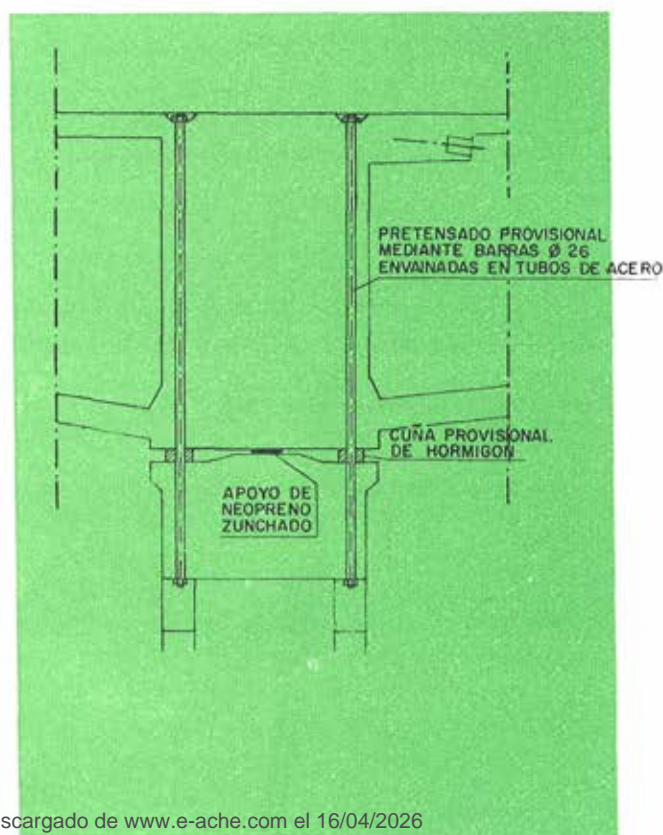 PRETENSADO PROVISIONAL
MEDIANTE BARRAS Ø 26
ENVAINADAS EN TUBOS DE ACERO
CUÑA PROVISIONAL
DE HORMIGON
APOYO DE
NEOPRENO
ZUNCHADO
scargado de www.e-ache.com el 16/04/2026